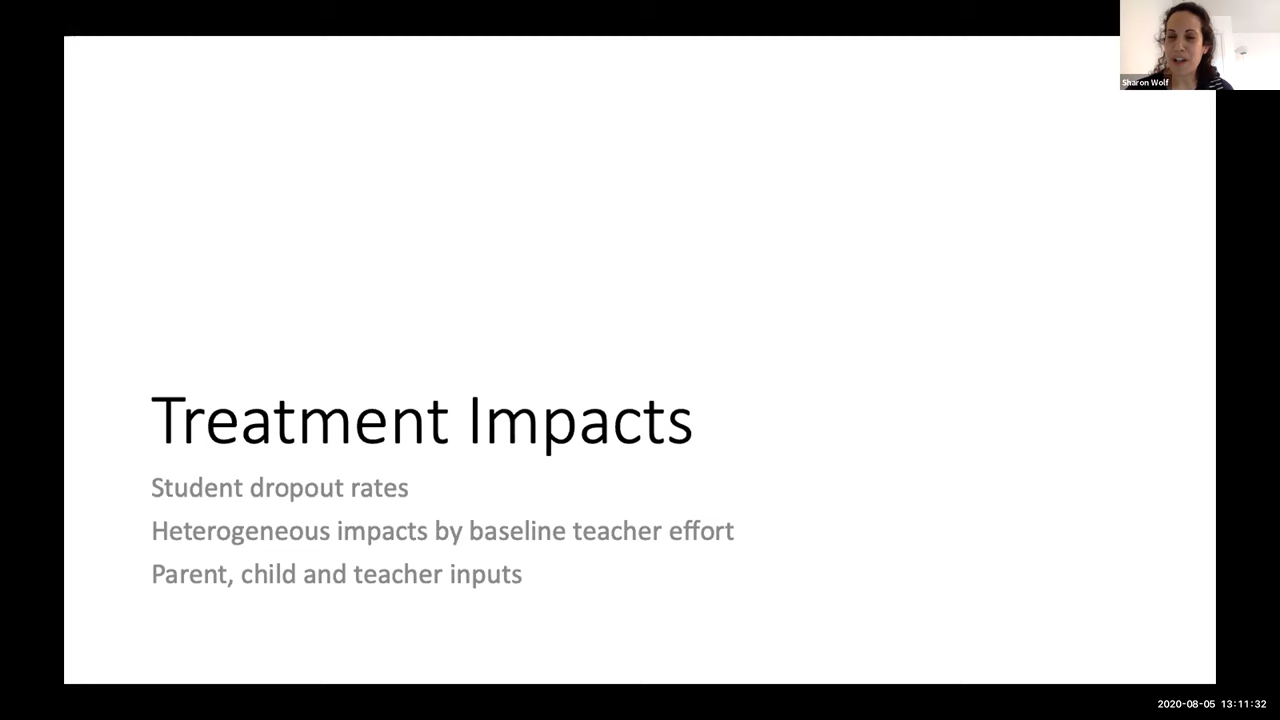 Sharon Wolf
Treatment Impacts
Student dropout rates
Heterogeneous impacts by baseline teacher effort
Parent, child and teacher inputs
2020-08-05 13:11:32